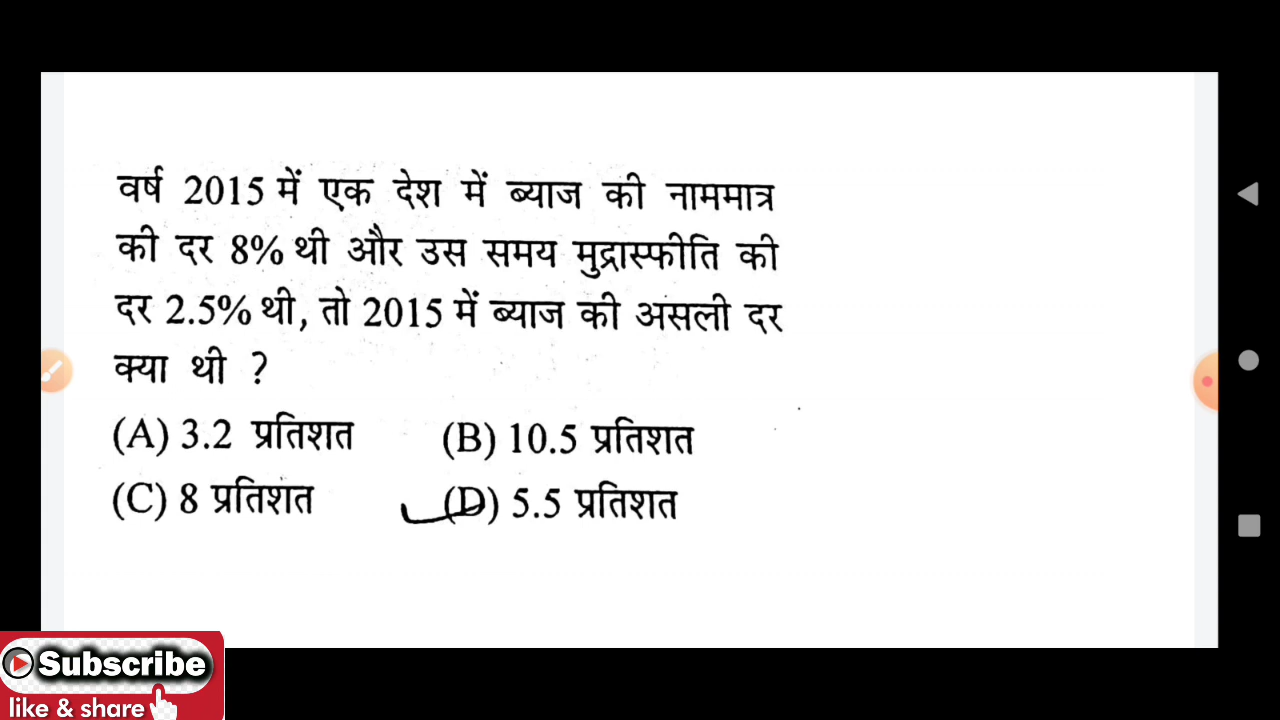 वर्ष 2015 में एक देश में ब्याज की नाममात्र
की दर 8% थी और उस समय मुद्रास्फीति की
दर 2.5% थी, तो 2015 में ब्याज की असली दर
क्या थी ?
(A) 3.2 प्रतिशत (B) 10.5 प्रतिशत
(C) 8 प्रतिशत (D) 5.5 प्रतिशत
Subscribe
like & share